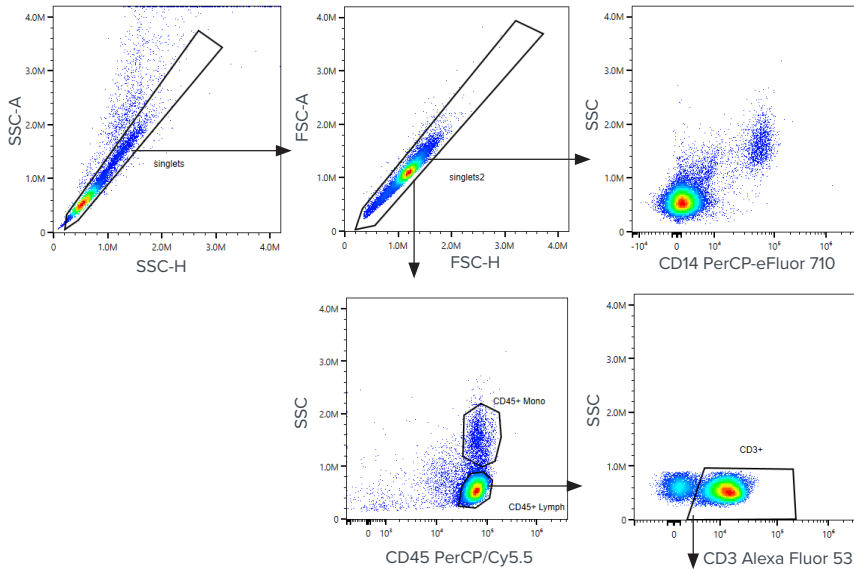 4.0M
3.0M
2.0M
1.0M
0
SSC-A
singlets
0 1.0M 2.0M 3.0M 4.0M
SSC-H
4.0M
3.0M
2.0M
1.0M
0
FSC-A
singlets2
0 1.0M 2.0M 3.0M 4.0M
FSC-H
4.0M
3.0M
2.0M
1.0M
0
SSC
-10⁴ 0 10⁴ 10⁵ 10⁶
CD14 PerCP-eFluor 710
4.0M
3.0M
2.0M
1.0M
0
SSC
CD45+ Mono
CD45+ Lymph
0 10³ 10⁴ 10⁵ 10⁶
CD45 PerCP/Cy5.5
4.0M
3.0M
2.0M
1.0M
0
SSC
CD3+
0 10⁴ 10⁵ 10⁶
CD3 Alexa Fluor 53